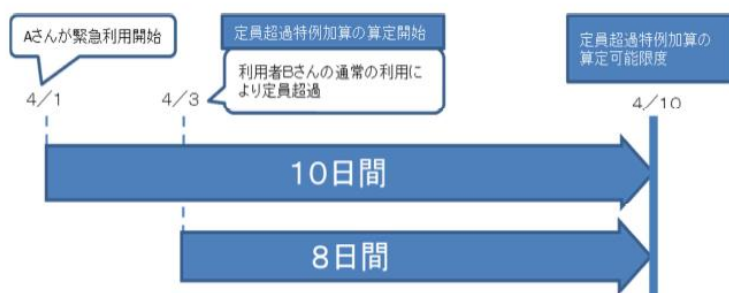 Aさんが緊急利用開始
定員超過特例加算の算定開始
利用者Bさんの通常の利用に
より定員超過
定員超過特例加算の
算定可能限度
4/1
4/3
4/10
10日間
8日間